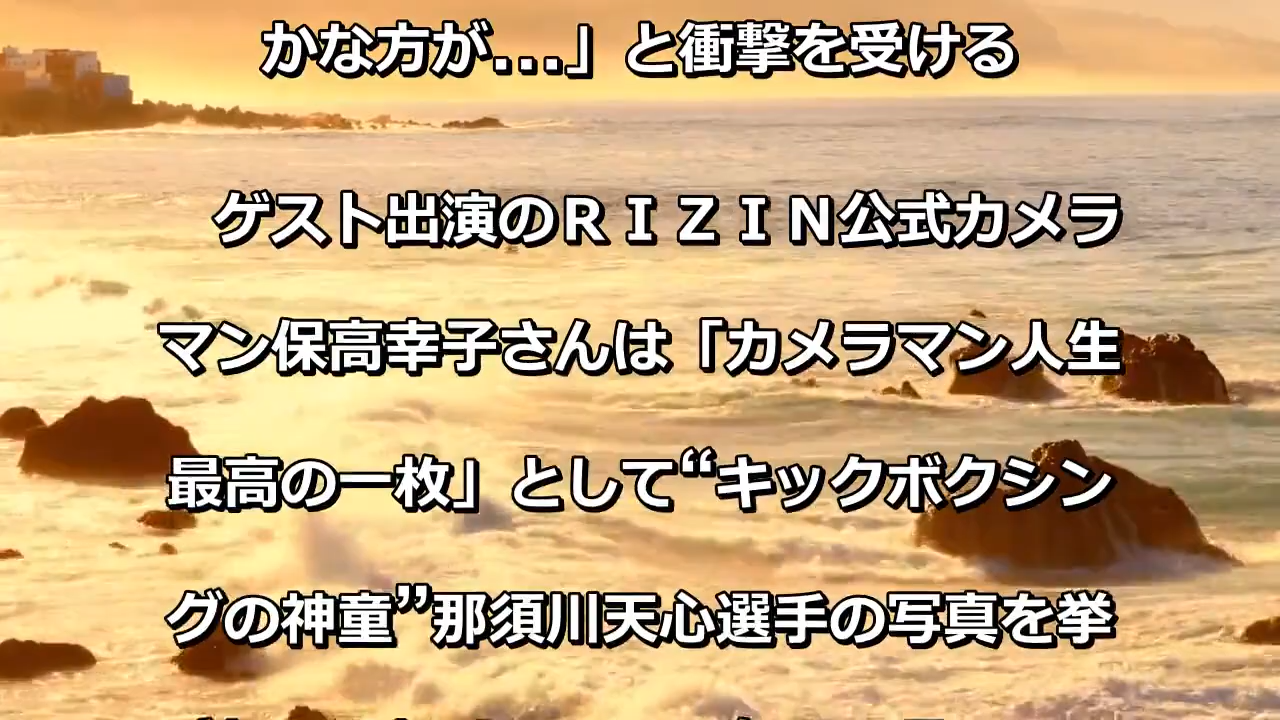 かな方が…」と衝撃を受ける
ゲスト出演のＲＩＺＩＮ公式カメラ
マン保高幸子さんは「カメラマン人生
最高の一枚」として“キックボクシン
グの神童”那須川天心選手の写真を挙